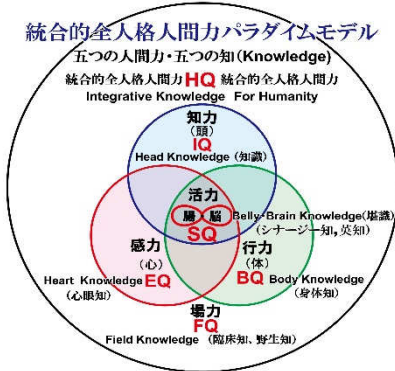 統合的全人格人間力パラダイムモデル
五つの人間力・五つの知(Knowledge)
統合的全人格人間力HQ 統合的全人格人間力
Integrative Knowledge For Humanity
知力
(頭)
IQ
Head Knowledge(知識)
活力
腸・脳
SQ
Belly・Brain Knowledge(堪識)
(シナージー知,英知)
感力
(心)
EQ
Heart Knowledge
(心眼知)
行力
(体)
BQ
Body Knowledge
(身体知)
場力
FQ
Field Knowledge (臨床知、野生知)